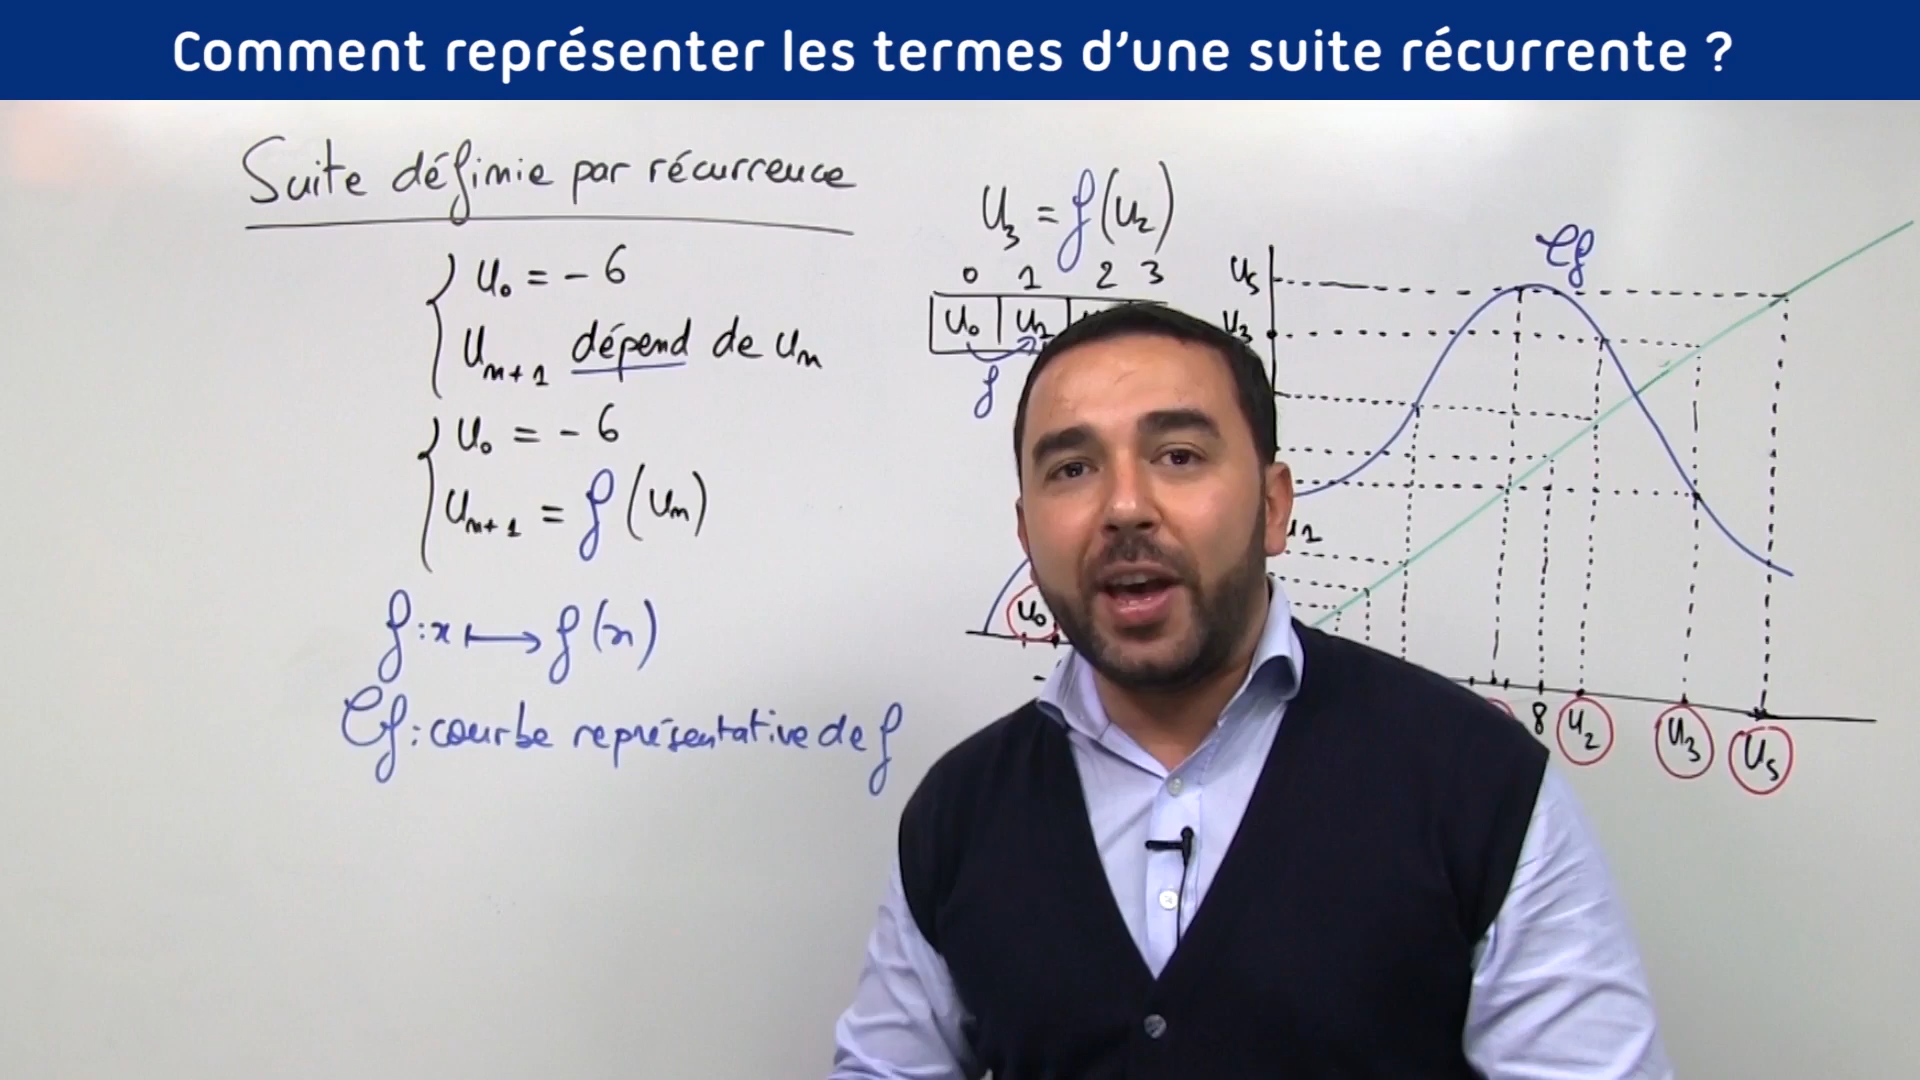 Comment représenter les termes d'une suite récurrente ?
Suite définie par récurrence
u₀ = - 6
Uₙ₊₁ dépend de uₙ
u₀ = - 6
uₙ₊₁ = f(uₙ)
f : x ⟼ f(x)
Cf : courbe représentative de f
U₃ = f(u₂)
0 1 2 3
u₀
f
Cf
U₅
U₃
u₀
8 u₂ U₃ U₅